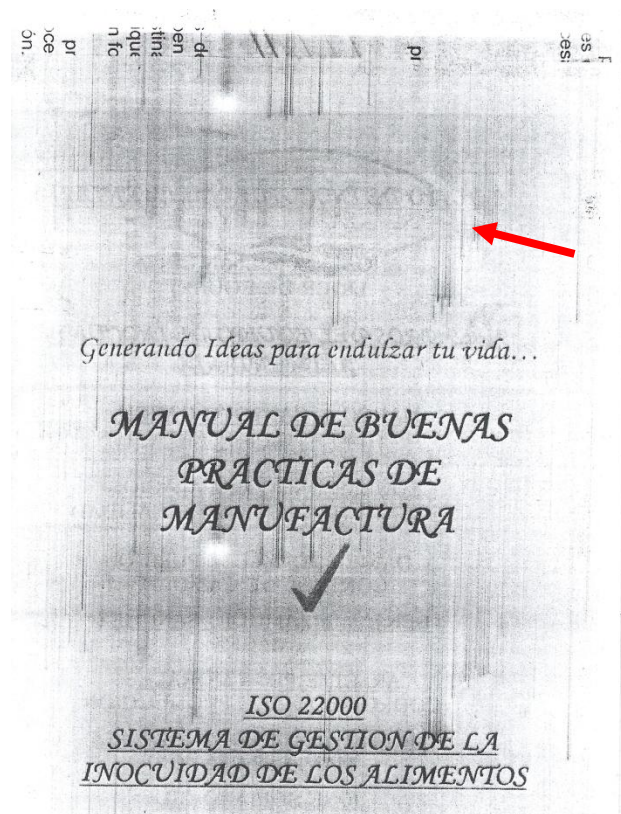 Generando Ideas para endulzar tu vida...
MANUAL DE BUENAS
PRACTICAS DE
MANUFACTURA
ISO 22000
SISTEMA DE GESTION DE LA
INOCUIDAD DE LOS ALIMENTOS